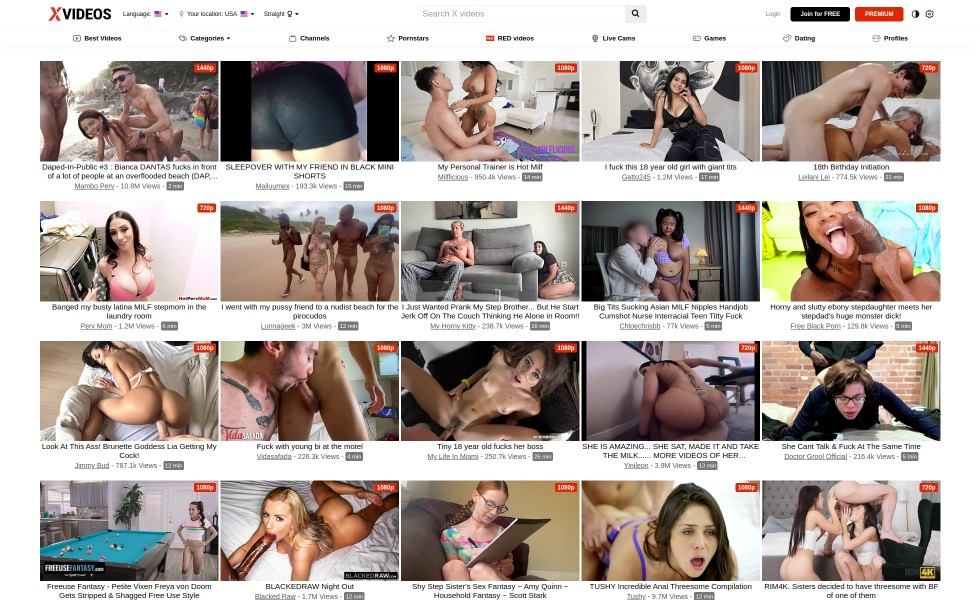 XVIDEOS Language: Your location: USA Straight Search X videos Login Join for FREE PREMIUM
Best Videos Categories Channels Pornstars RED videos Live Cams Games Dating Profiles
1440p 1080p 1080p 1080p 720p
MILFLICIOUS
Daped-In-Public #3 : Bianca DANTAS fucks in front
of a lot of people at an overflooded beach (DAP,...
Mambo Perv - 10.8M Views - 2 min
SLEEPOVER WITH MY FRIEND IN BLACK MINI
SHORTS
Mailuumex - 193.3k Views - 15 min
My Personal Trainer is Hot Milf
Milflicious - 950.4k Views - 14 min
I fuck this 18 year old girl with giant tits
Gatto245 - 1.2M Views - 17 min
18th Birthday Initiation
Leilani Lei - 774.5k Views - 21 min
720p 1080p 1440p 1440p 1080p
HotPervMom.com
Banged my busty latina MILF stepmom in the
laundry room
Perv Mom - 1.2M Views - 6 min
I went with my pussy friend to a nudist beach for the
pirocudos
Lunnageek - 3M Views - 12 min
I Just Wanted Prank My Step Brother... But He Start
Jerk Off On The Couch Thinking He Alone in Room!!
My Horny Kitty - 238.7k Views - 16 min
Big Tits Sucking Asian MILF Nipples Handjob
Cumshot Nurse Interracial Teen Titty Fuck
Chloechrisbb - 77k Views - 5 min
Horny and slutty ebony stepdaughter meets her
stepdad's huge monster dick!
Free Black Porn - 129.8k Views - 5 min
1080p 1080p 1080p 720p 1440p
Vidasafada
Look At This Ass! Brunette Goddess Lia Getting My
Cock!
Jimmy Bud - 787.1k Views - 12 min
Fuck with young bi at the motel
Vidasafada - 226.3k Views - 4 min
Tiny 18 year old fucks her boss
My Life In Miami - 250.7k Views - 26 min
SHE IS AMAZING... SHE SAT, MADE IT AND TAKE
THE MILK...... MORE VIDEOS OF HER...
Yinileon - 3.9M Views - 13 min
She Cant Talk & Fuck At The Same Time
Doctor Grool Official - 216.4k Views - 5 min
1080p 1080p 1080p 1080p 720p
FREEUSEFANTASY.COM
BLACKEDRAW.COM
4K
Freeuse Fantasy - Petite Vixen Freya von Doom
Gets Stripped & Shagged Free Use Style
BLACKEDRAW Night Out
Blacked Raw - 1.7M Views - 12 min
Shy Step Sister's Sex Fantasy ~ Amy Quinn ~
Household Fantasy ~ Scott Stark
TUSHY Incredible Anal Threesome Compilation
Tushy - 9.7M Views - 12 min
RIM4K. Sisters decided to have threesome with BF
of one of them